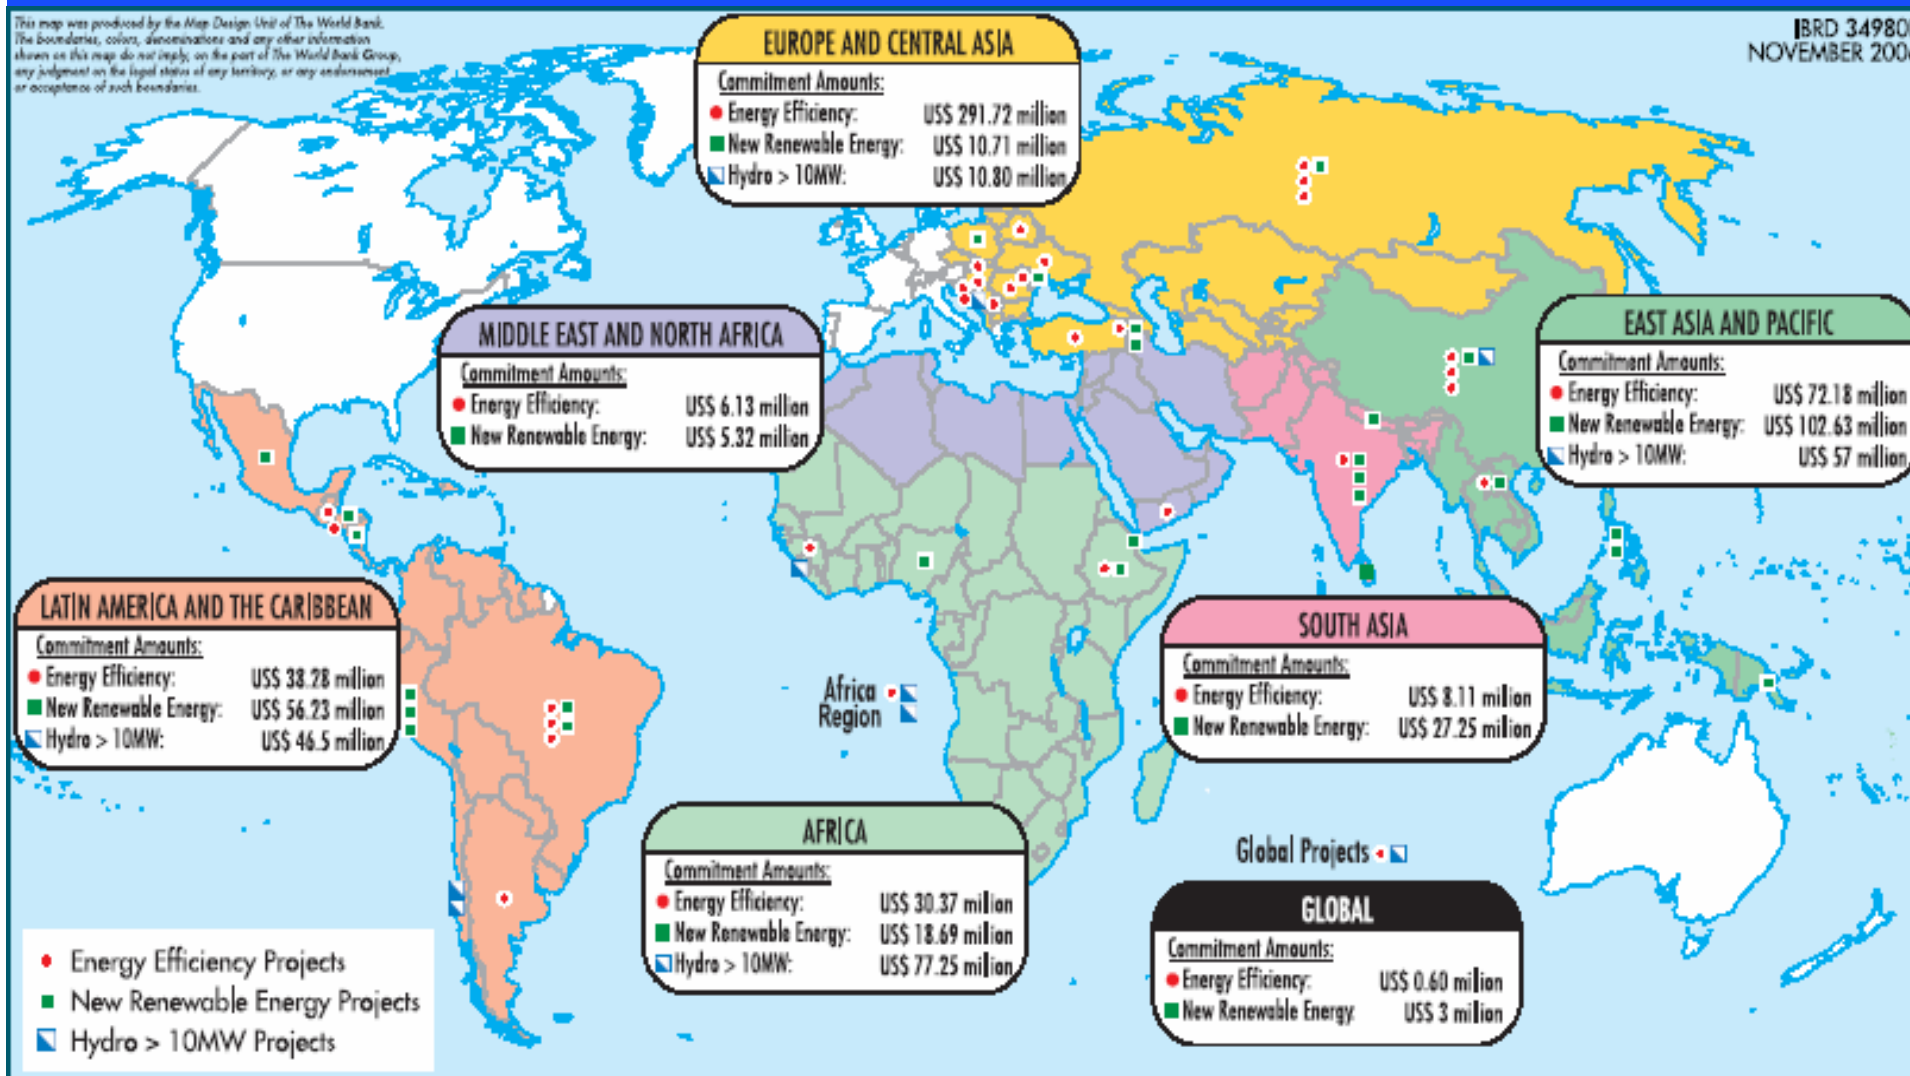 This map was produced by the Map Design Unit of The World Bank.
The boundaries, colors, denominations and any other information
shown on this map do not imply, on the part of The World Bank Group,
any judgment on the legal status of any territory, or any endorsement
or acceptance of such boundaries.
IBRD 34980
NOVEMBER 2006
EUROPE AND CENTRAL ASIA
Commitment Amounts:
Energy Efficiency: US$ 291.72 million
New Renewable Energy: US$ 10.71 million
Hydro > 10MW: US$ 10.80 million
MIDDLE EAST AND NORTH AFRICA
Commitment Amounts:
Energy Efficiency: US$ 6.13 million
New Renewable Energy: US$ 5.32 million
EAST ASIA AND PACIFIC
Commitment Amounts:
Energy Efficiency: US$ 72.18 million
New Renewable Energy: US$ 102.63 million
Hydro > 10MW: US$ 57 million
LATIN AMERICA AND THE CARIBBEAN
Commitment Amounts:
Energy Efficiency: US$ 38.28 million
New Renewable Energy: US$ 56.23 million
Hydro > 10MW: US$ 46.5 million
Africa
Region
SOUTH ASIA
Commitment Amounts:
Energy Efficiency: US$ 8.11 million
New Renewable Energy: US$ 27.25 million
AFRICA
Commitment Amounts:
Energy Efficiency: US$ 30.37 million
New Renewable Energy: US$ 18.69 million
Hydro > 10MW: US$ 77.25 million
Global Projects
GLOBAL
Commitment Amounts:
Energy Efficiency: US$ 0.60 million
New Renewable Energy US$ 3 million
Energy Efficiency Projects
New Renewable Energy Projects
Hydro > 10MW Projects